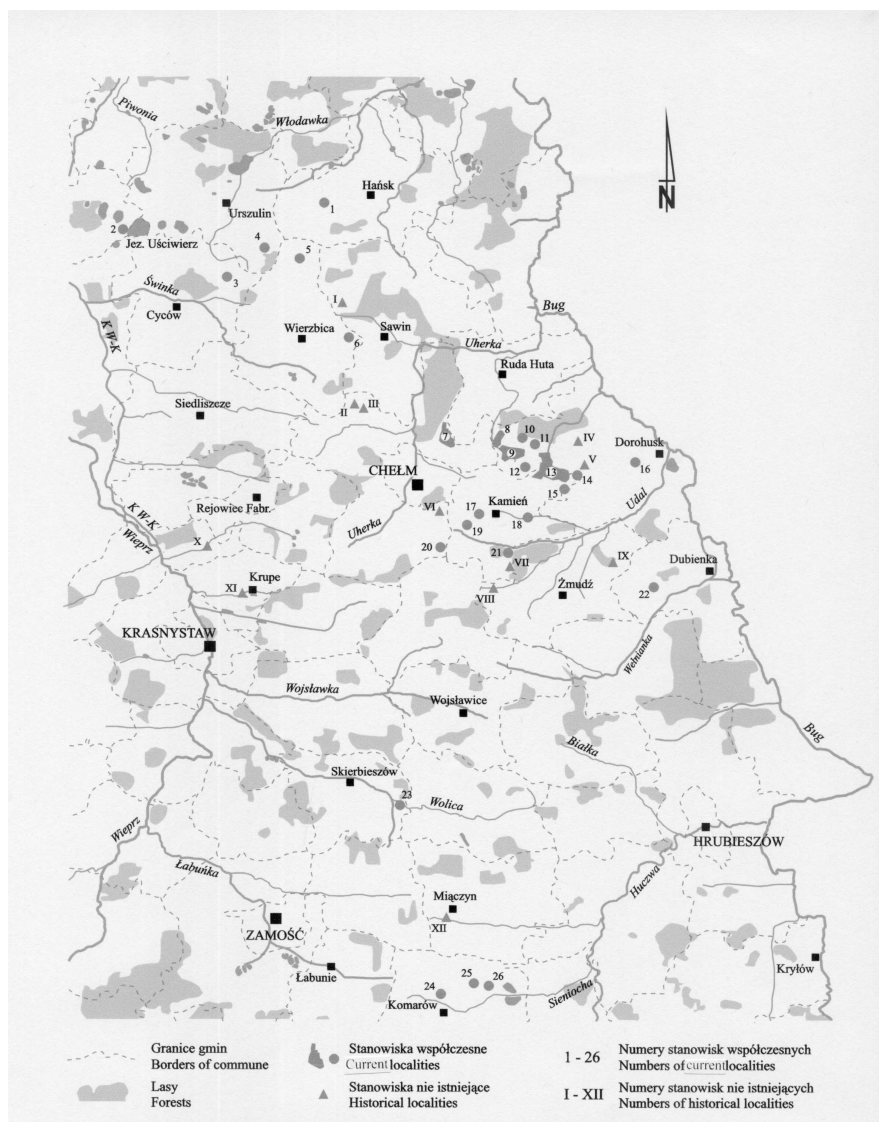 Piwonia
Włodawka
Hańsk
Urszulin
1
2
Jez. Uściwierz
4
5
3
Świnka
Cyców
I
Bug
K W-K
Wierzbica
6
Sawin
Uherka
Ruda Huta
Siedliszcze
II
III
7
8
10
11
IV
9
Dorohusk
12
13
V
16
CHEŁM
14
15
Udal
Rejowiec Fabr.
VI
17
Kamień
18
K W-K
Uherka
19
Wieprz
X
20
21
VII
IX
Dubienka
XI
Krupe
VIII
Żmudź
22
KRASNYSTAW
Wełnianka
Wojsławka
Wojsławice
Bug
Białka
Skierbieszów
23
Wolica
Wieprz
HRUBIESZÓW
Łabuńka
Huczwa
Miączyn
XII
ZAMOŚĆ
Łabunie
25
26
Kryłów
24
Sieniocha
Komarów
N
Granice gmin
Borders of commune
Lasy
Forests
Stanowiska współczesne
Current localities
Stanowiska nie istniejące
Historical localities
1 - 26
Numery stanowisk współczesnych
Numbers of current localities
I - XII
Numery stanowisk nie istniejących
Numbers of historical localities